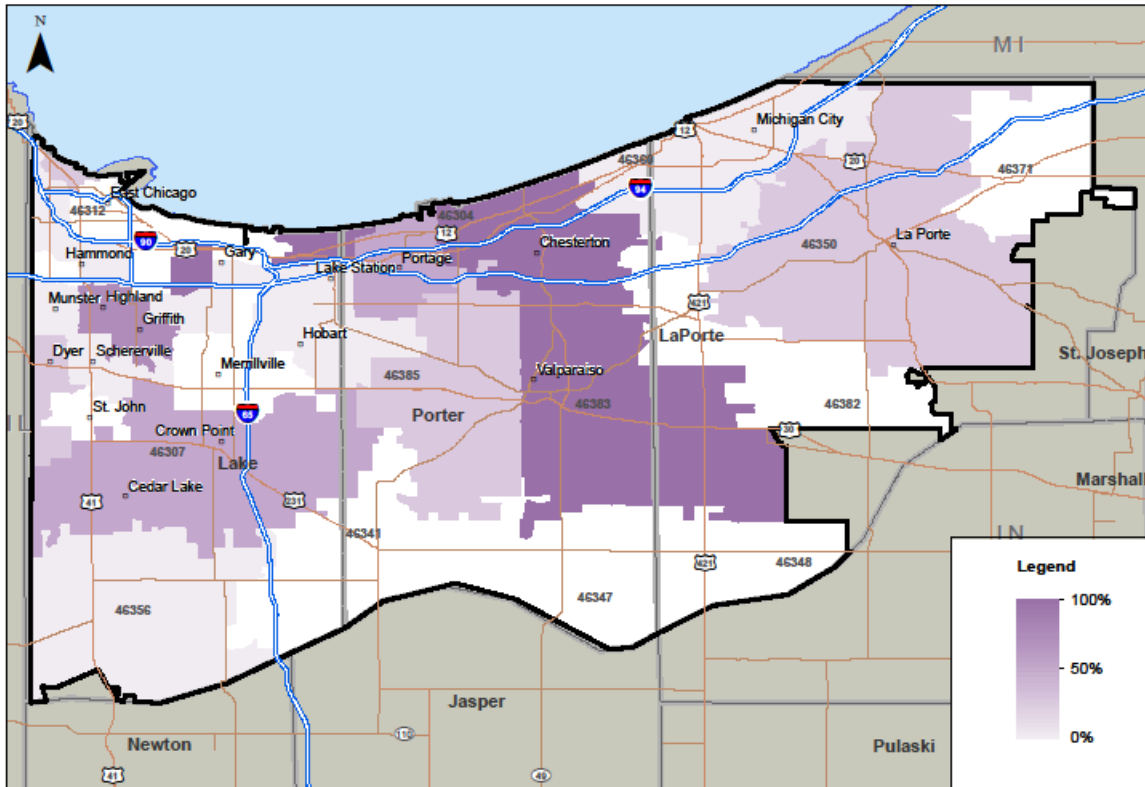 N
MI
20
12
Michigan City
46360
20
46371
East Chicago
94
46312
46304
12
90
20
Chesterton
La Porte
46350
Hammond
Gary
Portage
Lake Station
Munster
Highland
421
Griffith
LaPorte
Hobart
St. Joseph
Dyer
Schererville
Merrillville
Valparaiso
46385
46383
46382
St. John
65
Porter
IL
Crown Point
30
46307
Lake
Marshall
Cedar Lake
41
231
46341
IN
421
46348
Legend
46356
46347
100%
50%
0%
Jasper
Newton
110
Pulaski
41
49